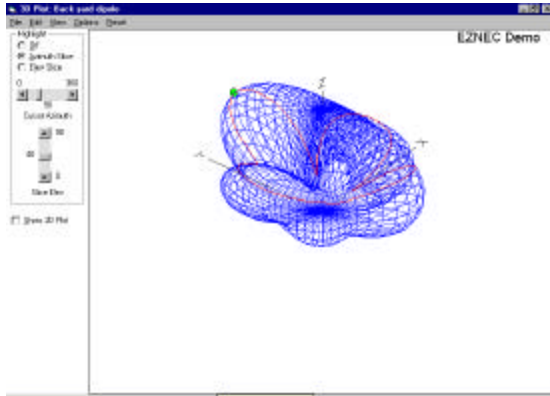 3D Plot: Back yard dipole
File Edit View Options Reset
EZNEC Demo
Highlight
Off
Azimuth Slice
Elev Slice
0 360
Cursor Azimuth
90
0
Slice Elev
Show 2D Plot
Z